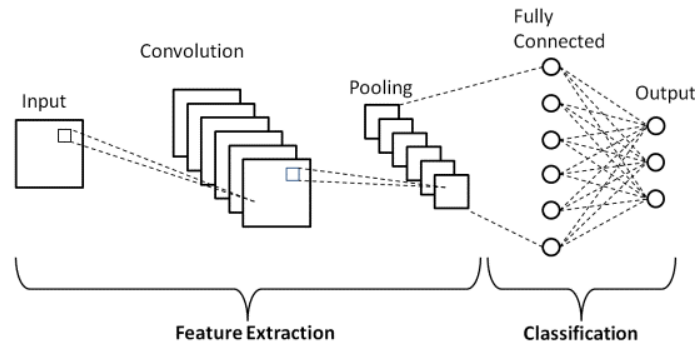 Fully
Connected
Convolution
Pooling
Input
Output
Feature Extraction
Classification